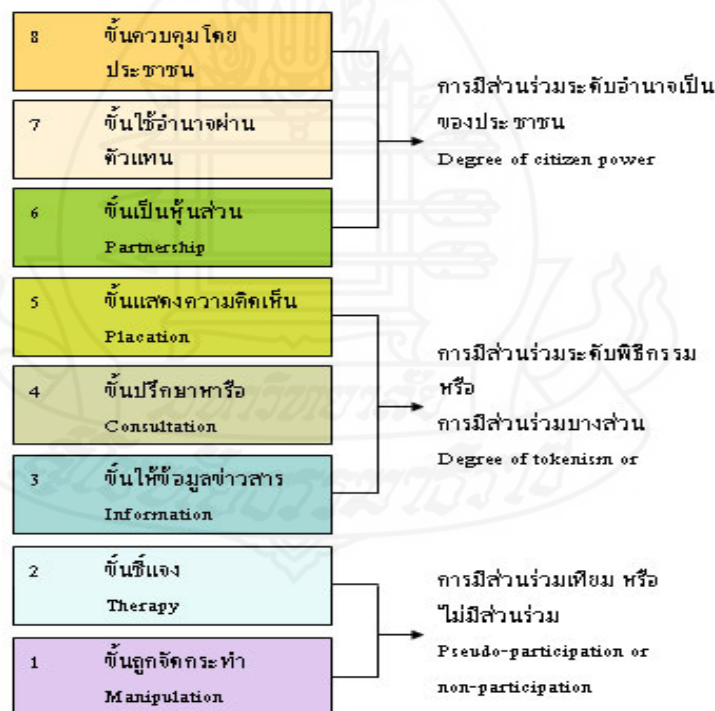 8 ขั้นควบคุมโดย
ประชาชน
7 ขั้นใช้อำนาจผ่าน
ตัวแทน
6 ขั้นเป็นหุ้นส่วน
Partnership
การมีส่วนร่วมระดับอำนาจเป็น
ของประชาชน
Degree of citizen power
5 ขั้นแสดงความคิดเห็น
Placation
4 ขั้นปรึกษาหารือ
Consultation
3 ขั้นให้ข้อมูลข่าวสาร
Information
การมีส่วนร่วมระดับพิธีกรรม
หรือ
การมีส่วนร่วมบางส่วน
Degree of tokenism or
2 ขั้นชี้แจง
Therapy
1 ขั้นถูกจัดกระทำ
Manipulation
การมีส่วนร่วมเทียม หรือ
ไม่มีส่วนร่วม
Pseudo-participation or
non-participation